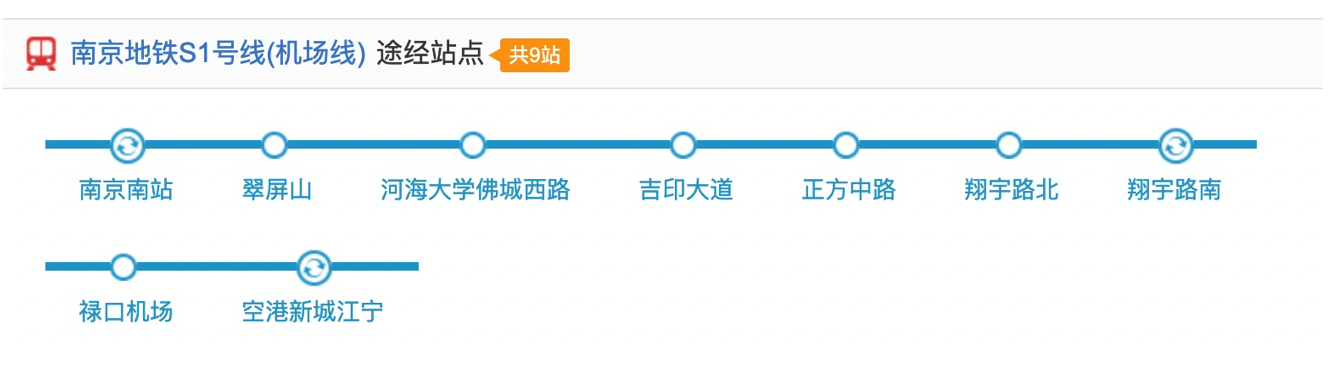 南京地铁S1号线(机场线) 途经站点 共9站
南京南站 翠屏山 河海大学佛城西路 吉印大道 正方中路 翔宇路北 翔宇路南
禄口机场 空港新城江宁